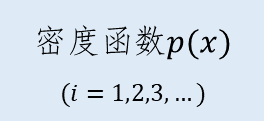 密度函数p(x)
(i = 1,2,3, ...)